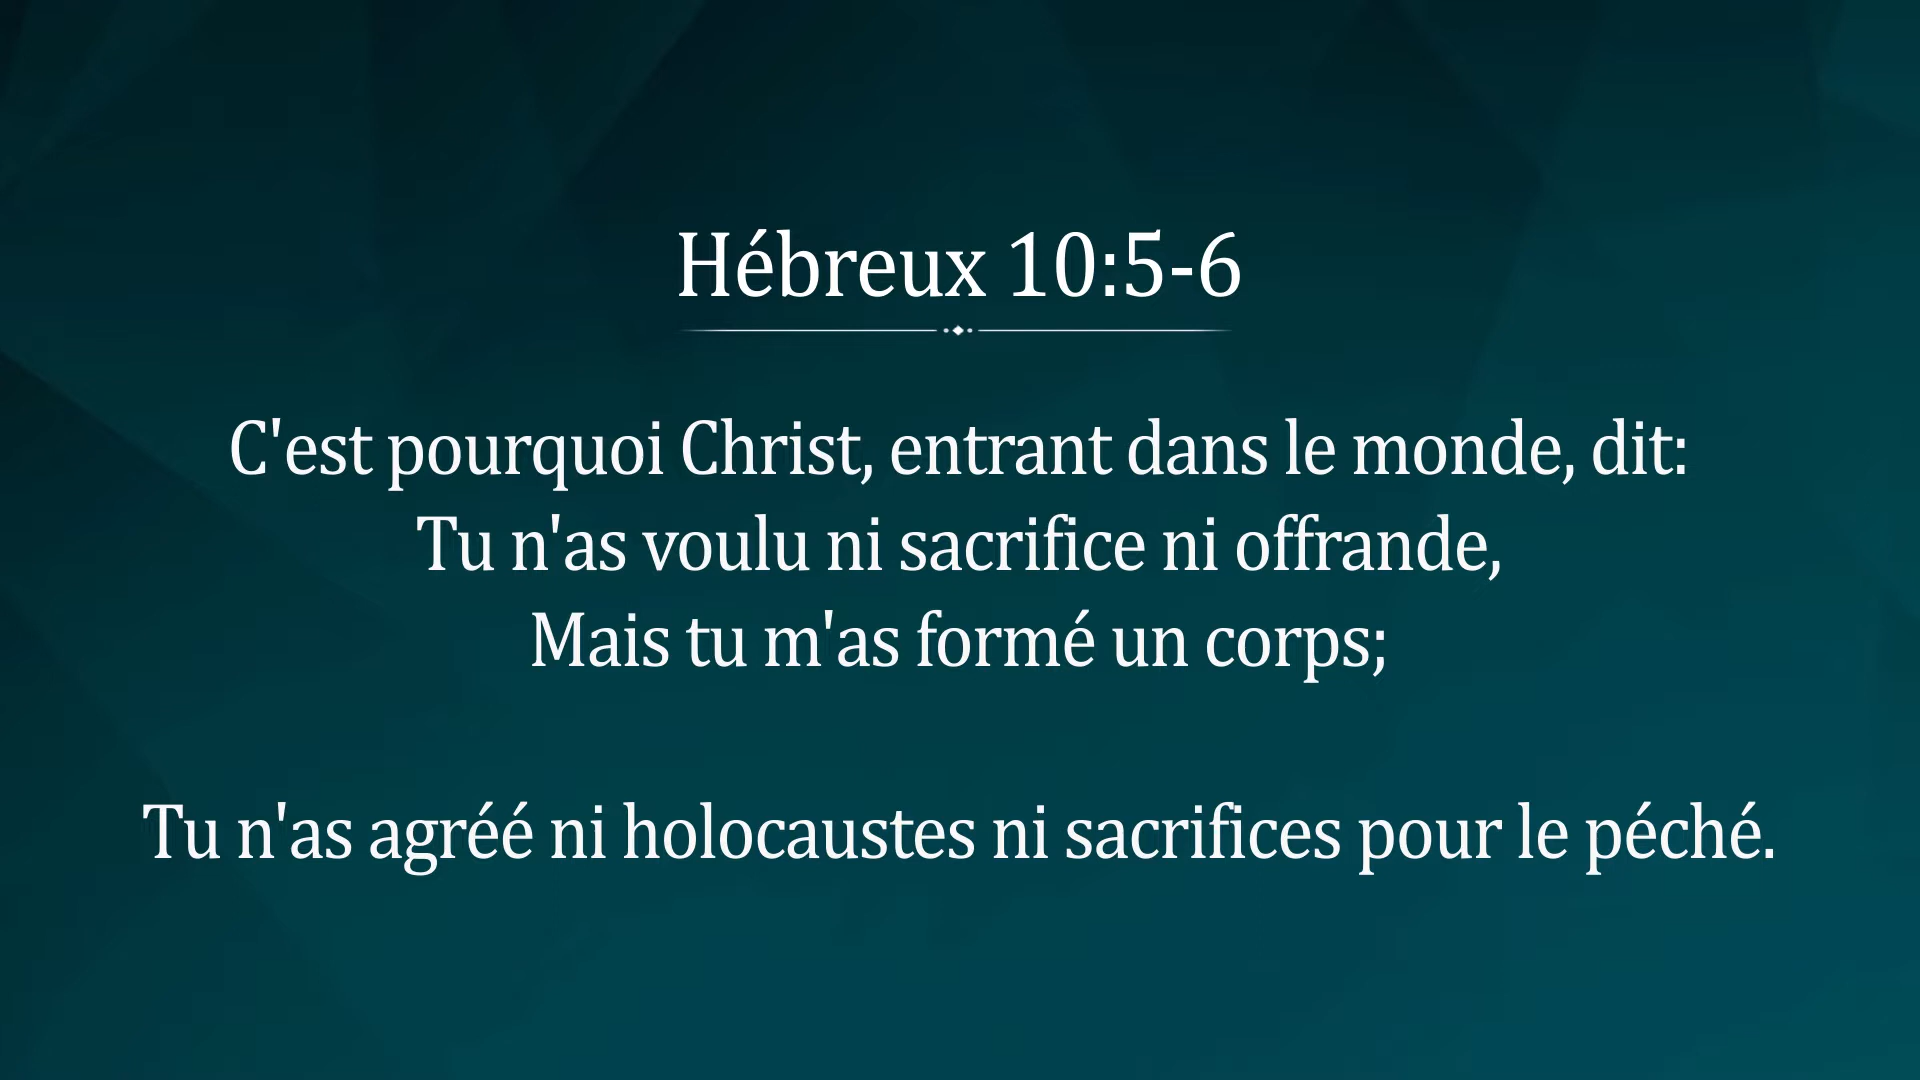 Hébreux 10:5-6
C'est pourquoi Christ, entrant dans le monde, dit:
Tu n'as voulu ni sacrifice ni offrande,
Mais tu m'as formé un corps;
Tu n'as agréé ni holocaustes ni sacrifices pour le péché.